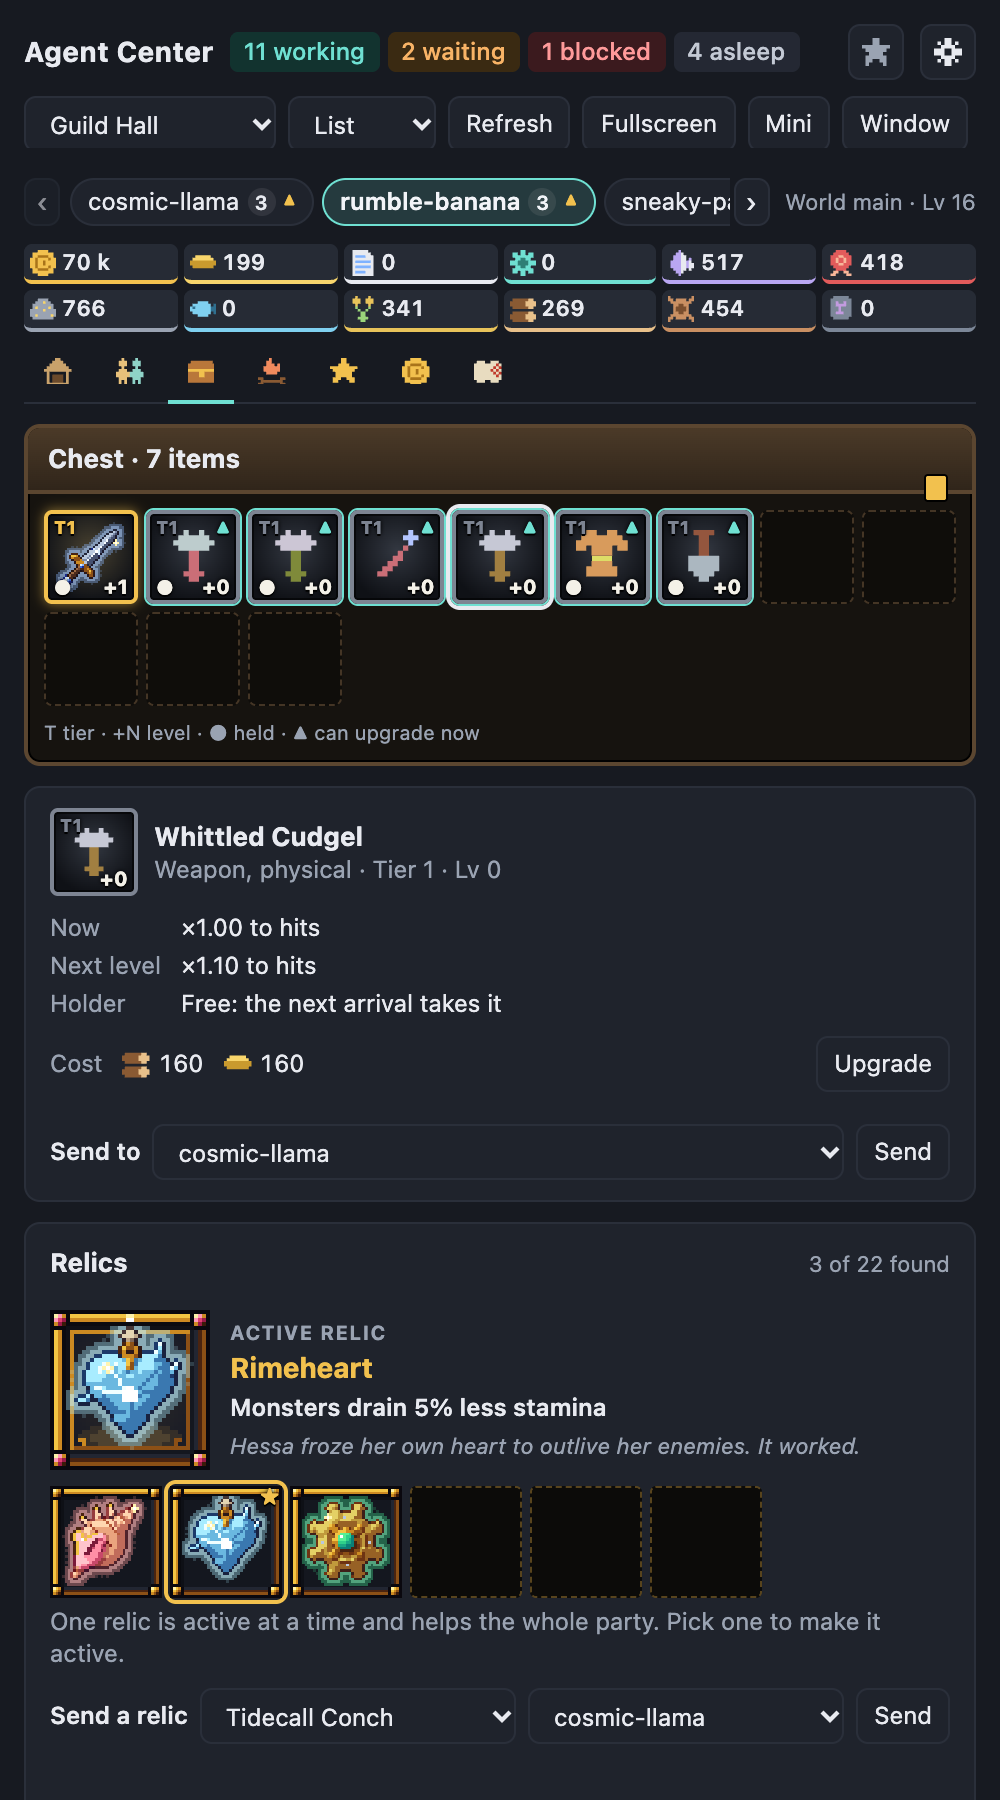 Agent Center 11 working 2 waiting 1 blocked 4 asleep
Guild Hall List Refresh Fullscreen Mini Window
‹ cosmic-llama 3 ▲ rumble-banana 3 ▲ sneaky-pa › World main · Lv 16
70 k 199 0 0 517 418
766 0 341 269 454 0
Chest · 7 items
T1 T1 ▲ T1 ▲ T1 ▲ T1 ▲ T1 ▲ T1 ▲
+1 +0 +0 +0 +0 +0 +0
T tier · +N level · ● held · ▲ can upgrade now
T1
+0
Whittled Cudgel
Weapon, physical · Tier 1 · Lv 0
Now ×1.00 to hits
Next level ×1.10 to hits
Holder Free: the next arrival takes it
Cost 160 160 Upgrade
Send to cosmic-llama Send
Relics 3 of 22 found
ACTIVE RELIC
Rimeheart
Monsters drain 5% less stamina
Hessa froze her own heart to outlive her enemies. It worked.
One relic is active at a time and helps the whole party. Pick one to make it
active.
Send a relic Tidecall Conch cosmic-llama Send